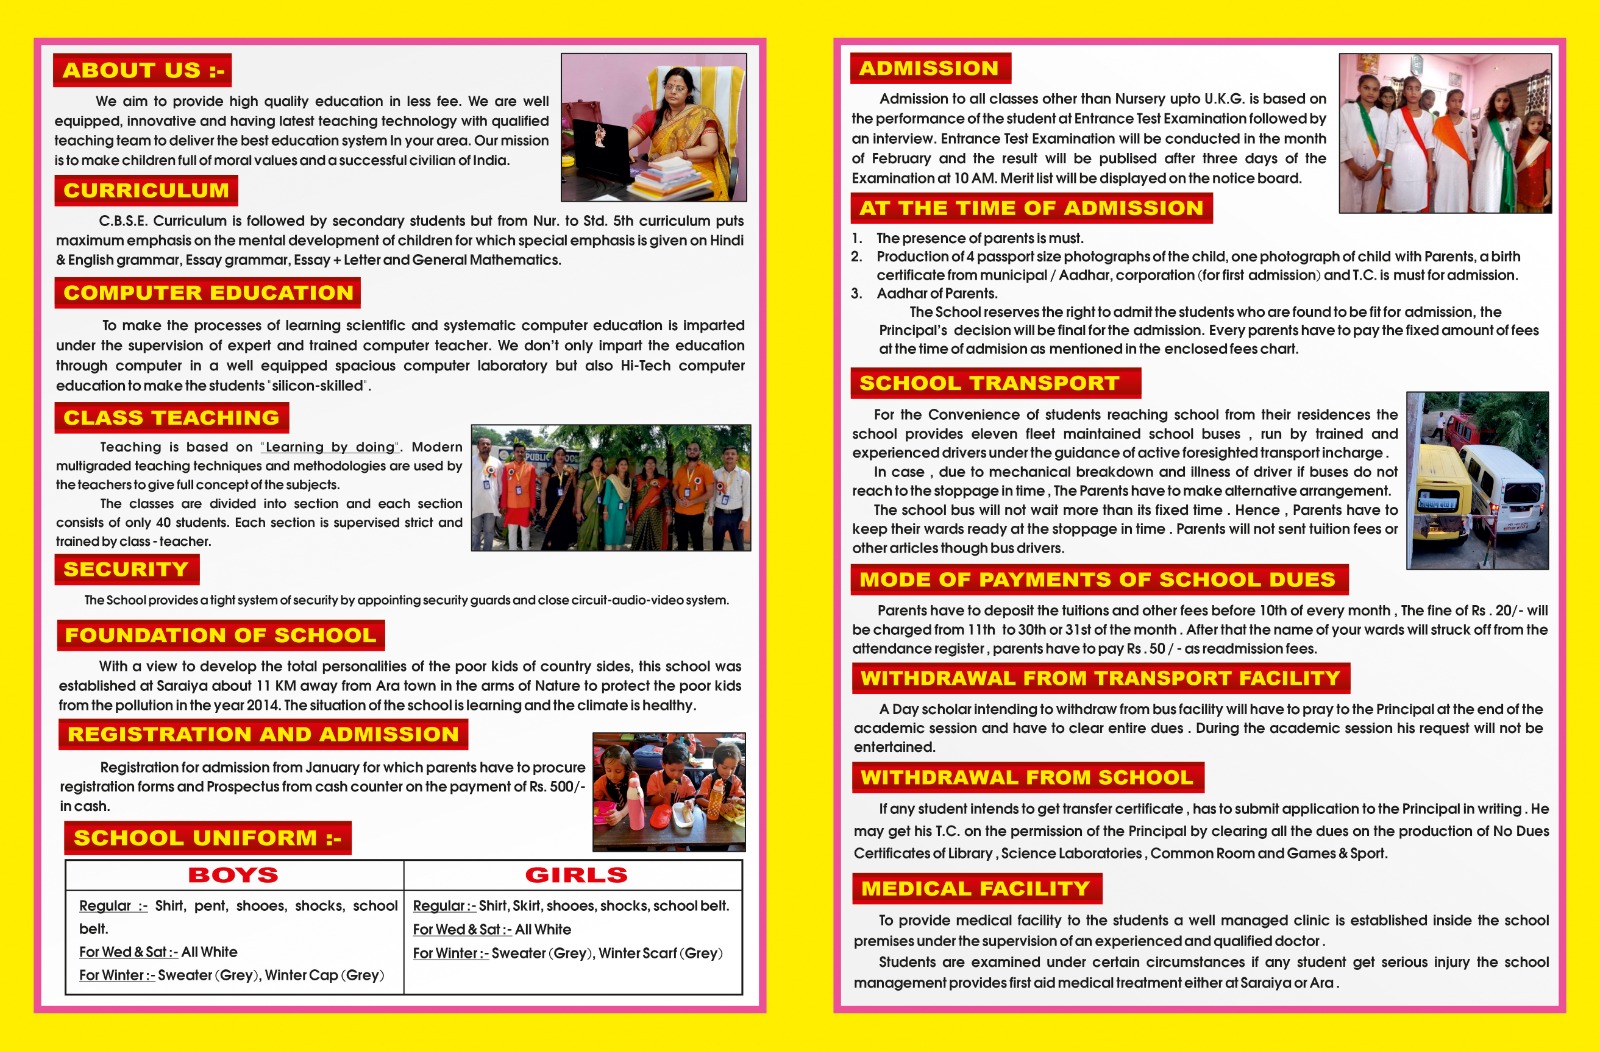 ABOUT US :-
We aim to provide high quality education in less fee. We are well
equipped, innovative and having latest teaching technology with qualified
teaching team to deliver the best education system In your area. Our mission
is to make children full of moral values and a successful civilian of India.
CURRICULUM
C.B.S.E. Curriculum is followed by secondary students but from Nur. to Std. 5th curriculum puts
maximum emphasis on the mental development of children for which special emphasis is given on Hindi
& English grammar, Essay grammar, Essay + Letter and General Mathematics.
COMPUTER EDUCATION
To make the processes of learning scientific and systematic computer education is imparted
under the supervision of expert and trained computer teacher. We don't only impart the education
through computer in a well equipped spacious computer laboratory but also Hi-Tech computer
education to make the students "silicon-skilled".
CLASS TEACHING
Teaching is based on "Learning by doing". Modern
multigraded teaching techniques and methodologies are used by
the teachers to give full concept of the subjects.
The classes are divided into section and each section
consists of only 40 students. Each section is supervised strict and
trained by class - teacher.
SECURITY
The School provides a tight system of security by appointing security guards and close circuit-audio-video system.
FOUNDATION OF SCHOOL
With a view to develop the total personalities of the poor kids of country sides, this school was
established at Saraiya about 11 KM away from Ara town in the arms of Nature to protect the poor kids
from the pollution in the year 2014. The situation of the school is learning and the climate is healthy.
REGISTRATION AND ADMISSION
Registration for admission from January for which parents have to procure
registration forms and Prospectus from cash counter on the payment of Rs. 500/-
in cash.
SCHOOL UNIFORM :-
BOYS
Regular :- Shirt, pent, shooes, shocks, school
belt.
For Wed & Sat :- All White
For Winter :- Sweater (Grey), Winter Cap (Grey)
GIRLS
Regular :- Shirt, Skirt, shooes, shocks, school belt.
For Wed & Sat :- All White
For Winter :- Sweater (Grey), Winter Scarf (Grey)
ADMISSION
Admission to all classes other than Nursery upto U.K.G. is based on
the performance of the student at Entrance Test Examination followed by
an interview. Entrance Test Examination will be conducted in the month
of February and the result will be publised after three days of the
Examination at 10 AM. Merit list will be displayed on the notice board.
AT THE TIME OF ADMISSION
1. The presence of parents is must.
2. Production of 4 passport size photographs of the child, one photograph of child with Parents, a birth
certificate from municipal / Aadhar, corporation (for first admission) and T.C. is must for admission.
3. Aadhar of Parents.
The School reserves the right to admit the students who are found to be fit for admission, the
Principal's decision will be final for the admission. Every parents have to pay the fixed amount of fees
at the time of admision as mentioned in the enclosed fees chart.
SCHOOL TRANSPORT
For the Convenience of students reaching school from their residences the
school provides eleven fleet maintained school buses , run by trained and
experienced drivers under the guidance of active foresighted transport incharge .
In case , due to mechanical breakdown and illness of driver if buses do not
reach to the stoppage in time , The Parents have to make alternative arrangement.
The school bus will not wait more than its fixed time . Hence , Parents have to
keep their wards ready at the stoppage in time . Parents will not sent tuition fees or
other articles though bus drivers.
MODE OF PAYMENTS OF SCHOOL DUES
Parents have to deposit the tuitions and other fees before 10th of every month , The fine of Rs . 20/- will
be charged from 11th to 30th or 31st of the month . After that the name of your wards will struck off from the
attendance register , parents have to pay Rs . 50 / - as readmission fees.
WITHDRAWAL FROM TRANSPORT FACILITY
A Day scholar intending to withdraw from bus facility will have to pray to the Principal at the end of the
academic session and have to clear entire dues . During the academic session his request will not be
entertained.
WITHDRAWAL FROM SCHOOL
If any student intends to get transfer certificate , has to submit application to the Principal in writing . He
may get his T.C. on the permission of the Principal by clearing all the dues on the production of No Dues
Certificates of Library , Science Laboratories , Common Room and Games & Sport.
MEDICAL FACILITY
To provide medical facility to the students a well managed clinic is established inside the school
premises under the supervision of an experienced and qualified doctor .
Students are examined under certain circumstances if any student get serious injury the school
management provides first aid medical treatment either at Saraiya or Ara .